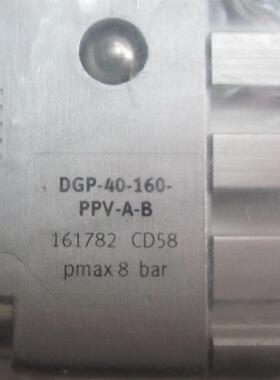 DGP-40-160-
PPV-A-B
161782 CD58
pmax 8 bar